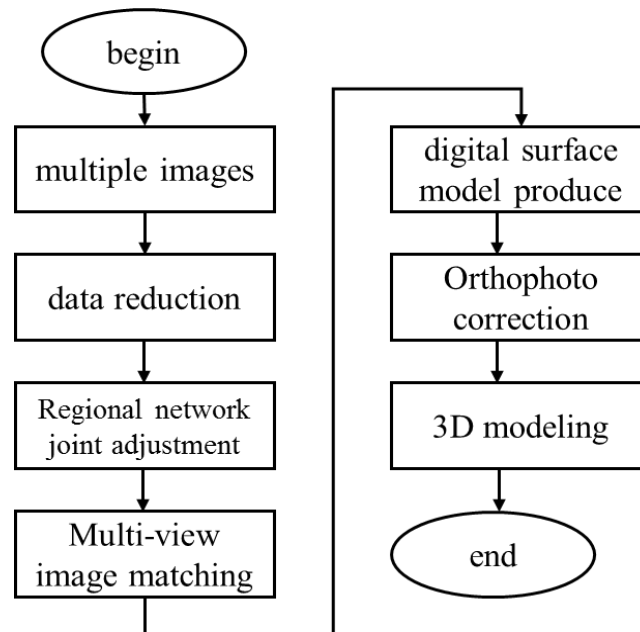 begin
multiple images
data reduction
Regional network
joint adjustment
Multi-view
image matching
digital surface
model produce
Orthophoto
correction
3D modeling
end